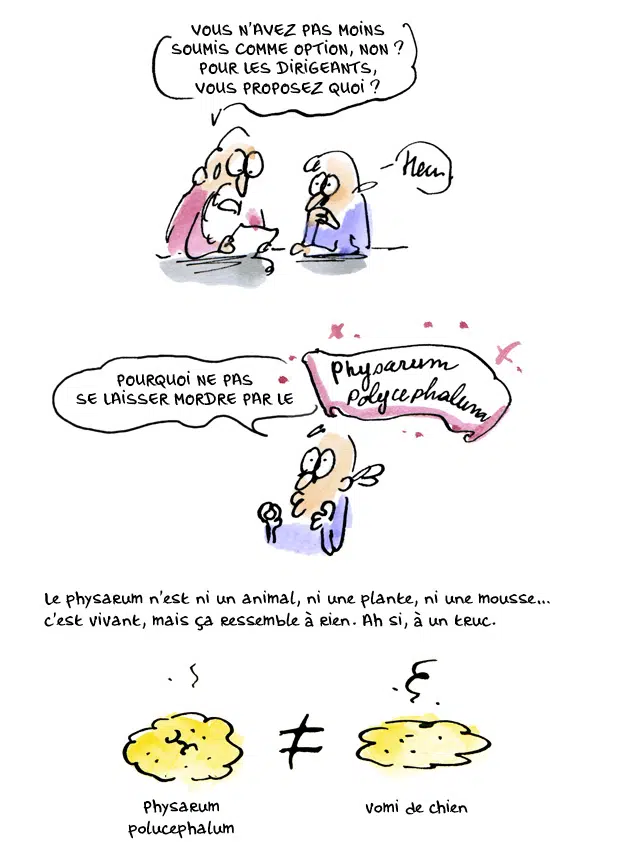 VOUS N'AVEZ PAS MOINS
SOUMIS COMME OPTION, NON ?
POUR LES DIRIGEANTS,
VOUS PROPOSEZ QUOI ?
Hem
POURQUOI NE PAS
SE LAISSER MORDRE PAR LE
Physarum
Polycephalum
Le physarum n'est ni un animal, ni une plante, ni une mousse...
c'est vivant, mais ça ressemble à rien. Ah si, à un truc.
≠
Physarum
polucephalum
vomi de chien